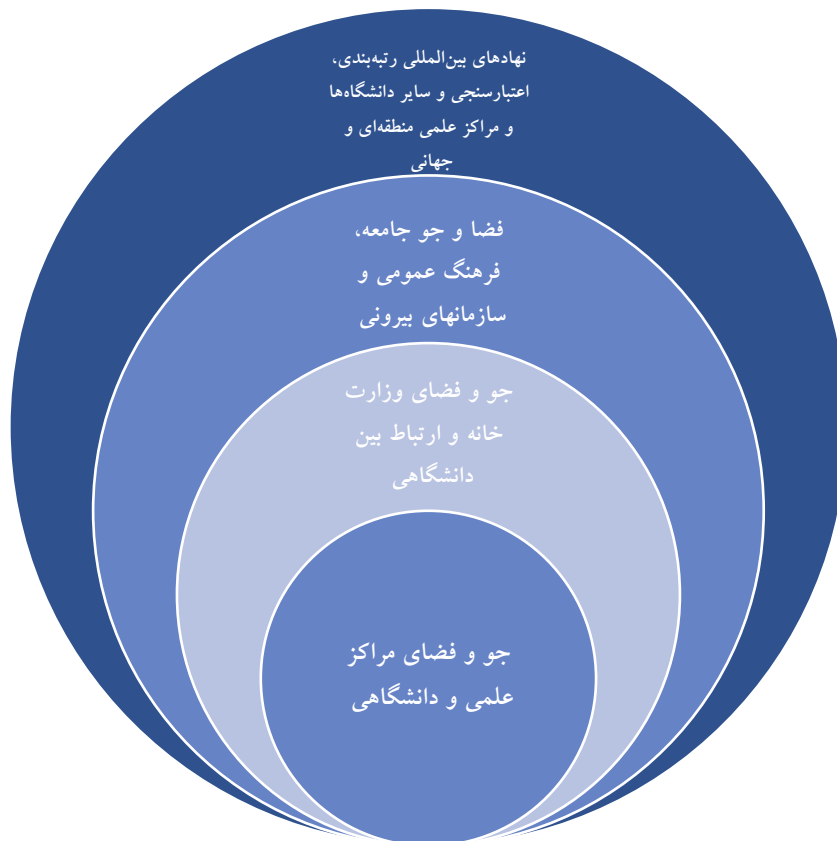 نهادهای بین‌المللی رتبه‌بندی،
اعتبارسنجی و سایر دانشگاه‌ها
و مراکز علمی منطقه‌ای و
جهانی
فضا و جو جامعه،
فرهنگ عمومی و
سازمانهای بیرونی
جو و فضای وزارت
خانه و ارتباط بین
دانشگاهی
جو و فضای مراکز
علمی و دانشگاهی